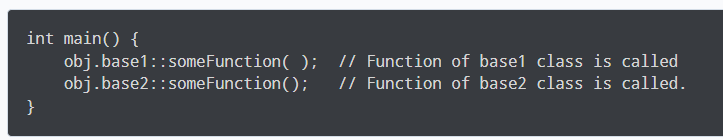 int main() {
    obj.base1::someFunction( );  // Function of base1 class is called
    obj.base2::someFunction();   // Function of base2 class is called.
}